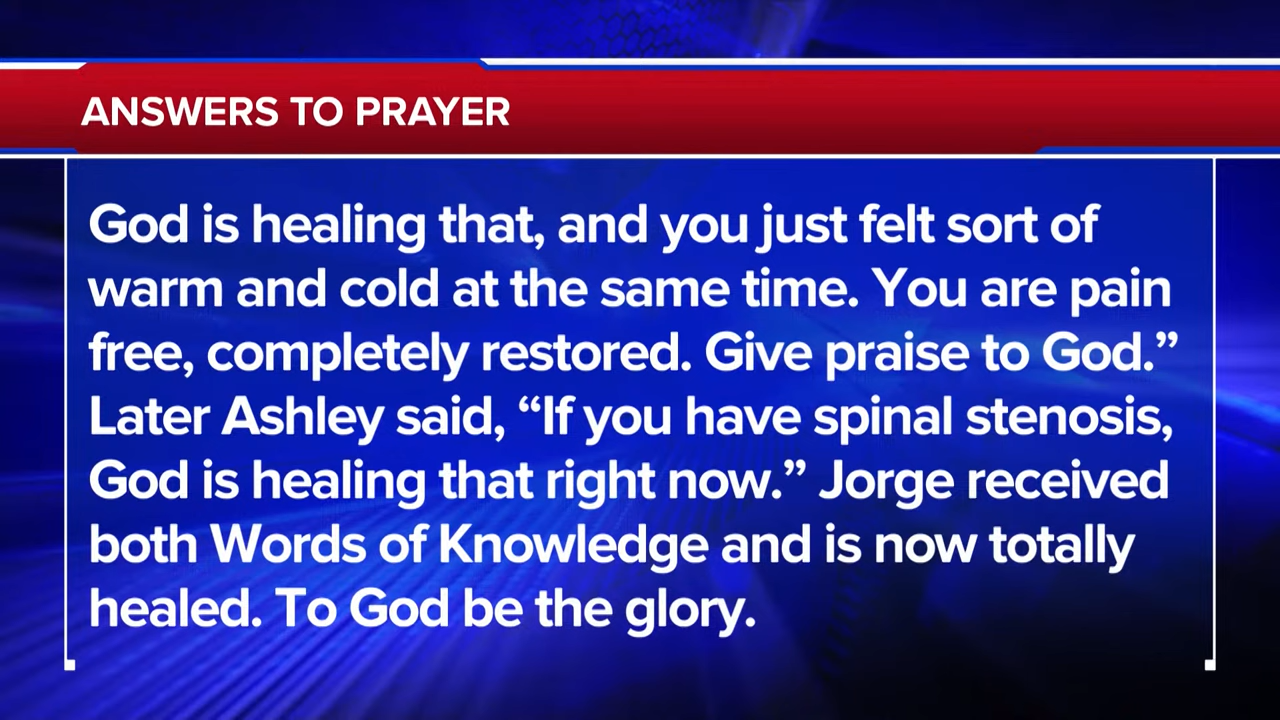 ANSWERS TO PRAYER
God is healing that, and you just felt sort of
warm and cold at the same time. You are pain
free, completely restored. Give praise to God.”
Later Ashley said, “If you have spinal stenosis,
God is healing that right now.” Jorge received
both Words of Knowledge and is now totally
healed. To God be the glory.